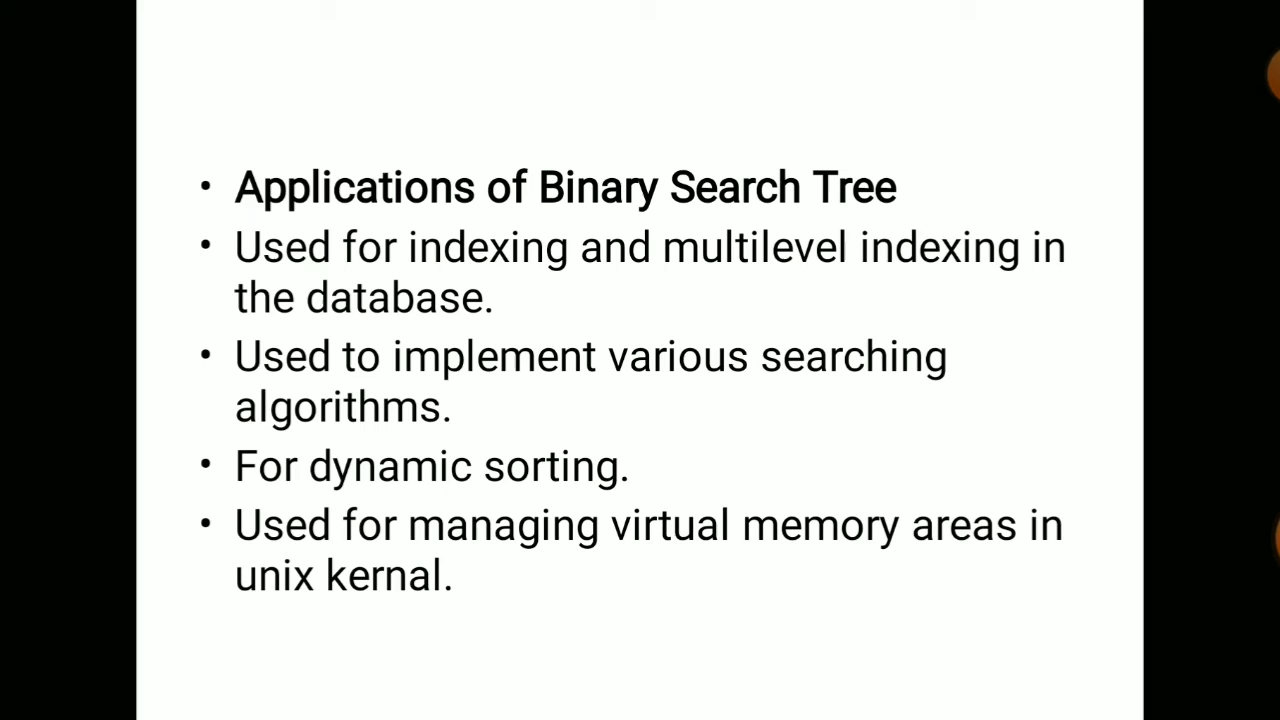 • Applications of Binary Search Tree
• Used for indexing and multilevel indexing in
the database.
• Used to implement various searching
algorithms.
• For dynamic sorting.
• Used for managing virtual memory areas in
unix kernal.